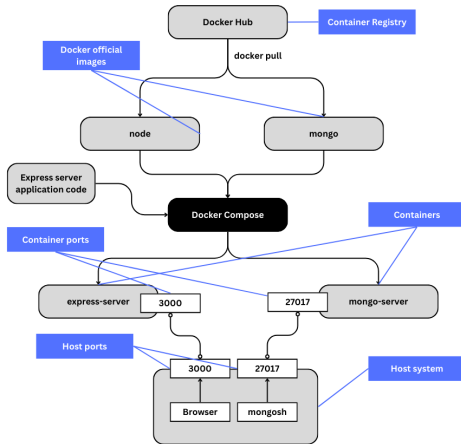 Docker Hub
Container Registry
docker pull
Docker official
images
node
mongo
Express server
application code
Docker Compose
Containers
Container ports
express-server
3000
27017
mongo-server
Host ports
3000
27017
Host system
Browser
mongosh